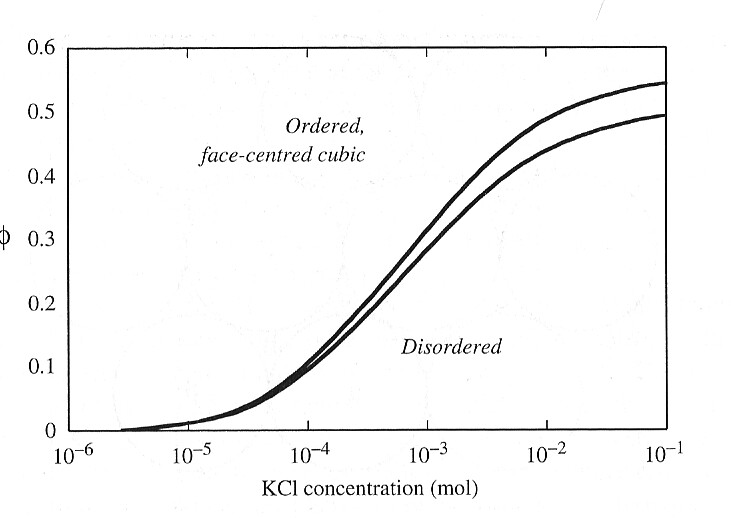 0.6
0.5
Ordered,
face-centred cubic
0.4
ϕ
0.3
0.2
Disordered
0.1
0
10⁻⁶ 10⁻⁵ 10⁻⁴ 10⁻³ 10⁻² 10⁻¹
KCl concentration (mol)